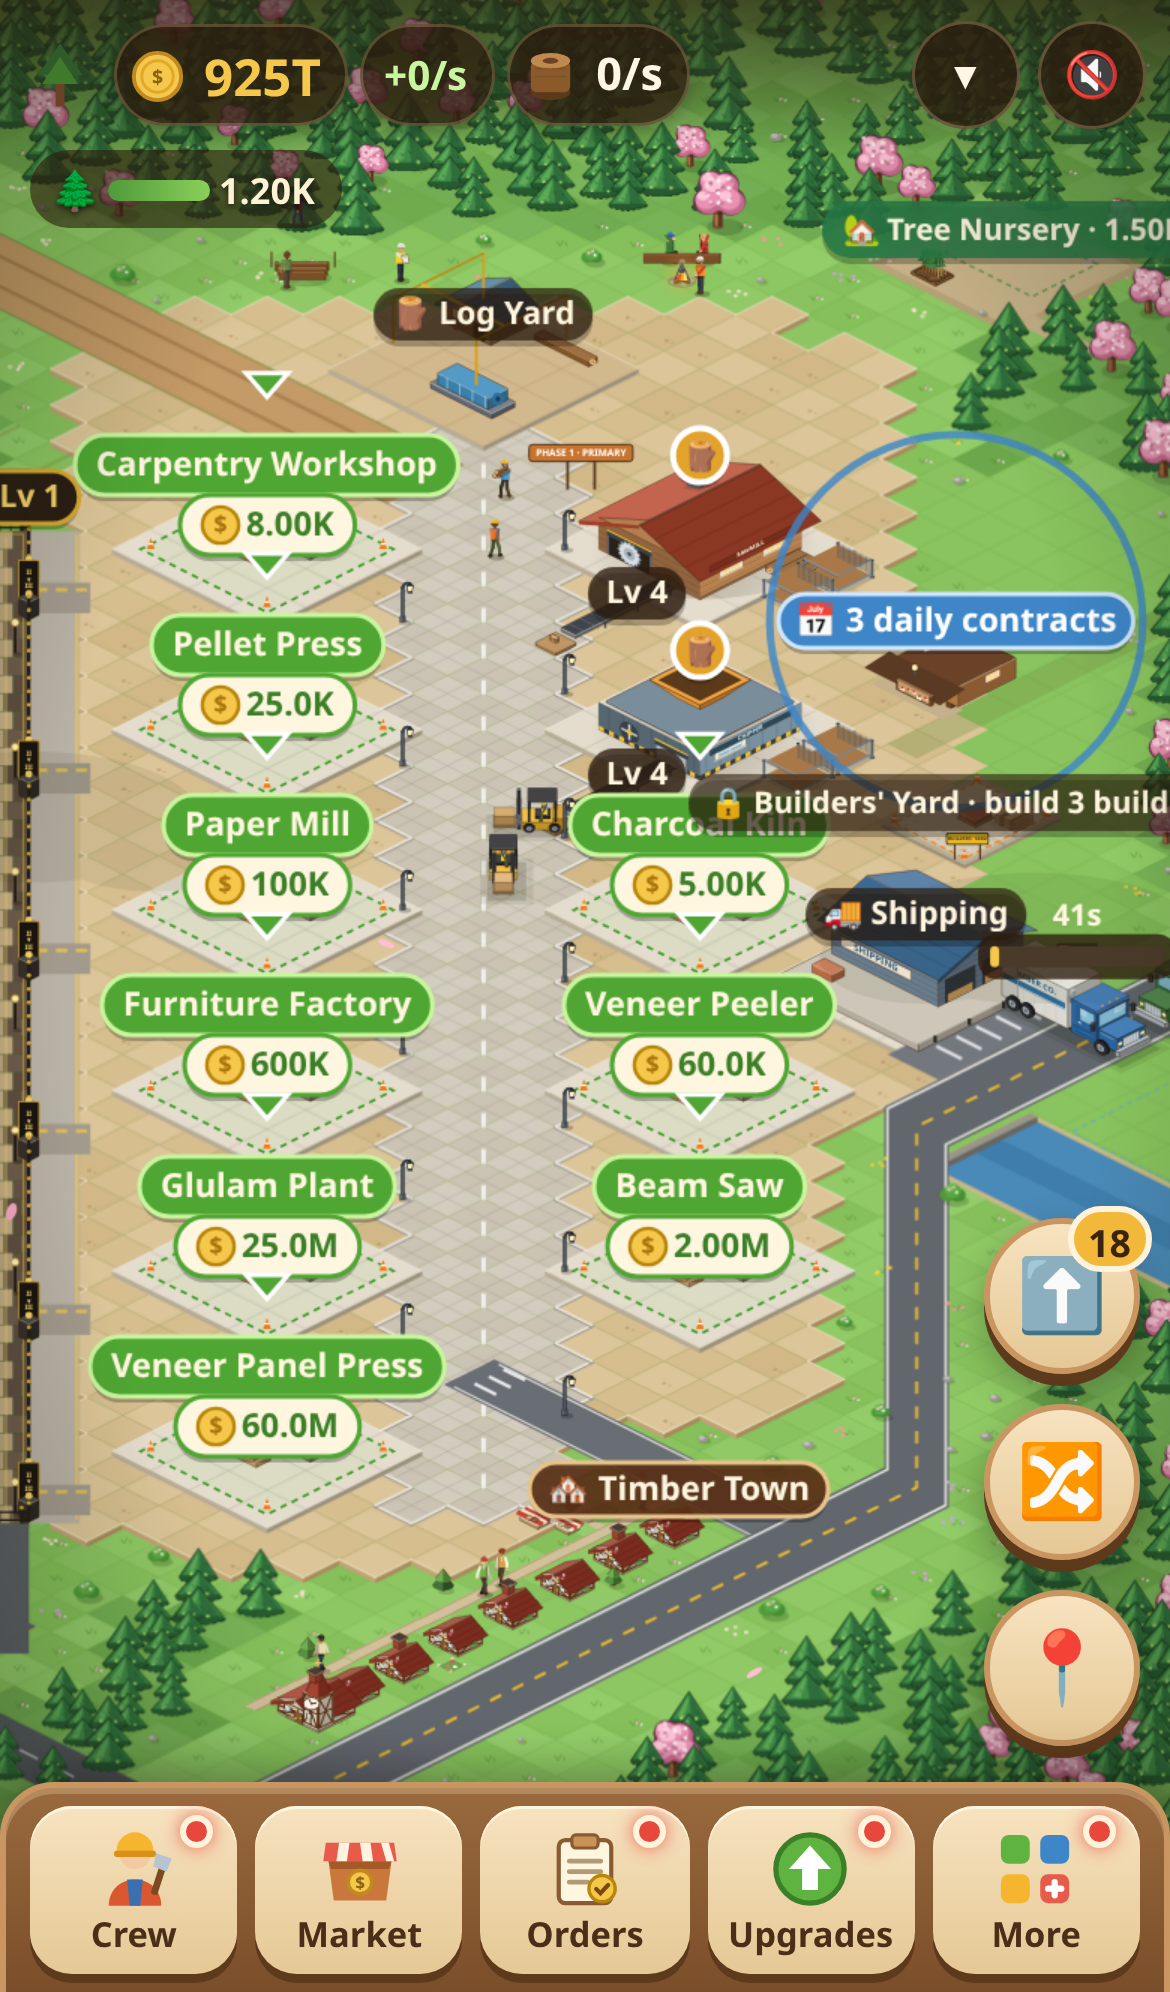 925T
+0/s
0/s
▼
1.20K
Tree Nursery · 1.50
Log Yard
PHASE 1 · PRIMARY
Carpentry Workshop
8.00K
Lv 1
Lv 4
July
17
3 daily contracts
Pellet Press
25.0K
Lv 4
Builders' Yard · build 3 build
Paper Mill
100K
Charcoal Kiln
5.00K
Shipping
41s
SHIPPING
Furniture Factory
600K
Veneer Peeler
60.0K
Glulam Plant
25.0M
Beam Saw
2.00M
18
Veneer Panel Press
60.0M
Timber Town
Crew
Market
Orders
Upgrades
More